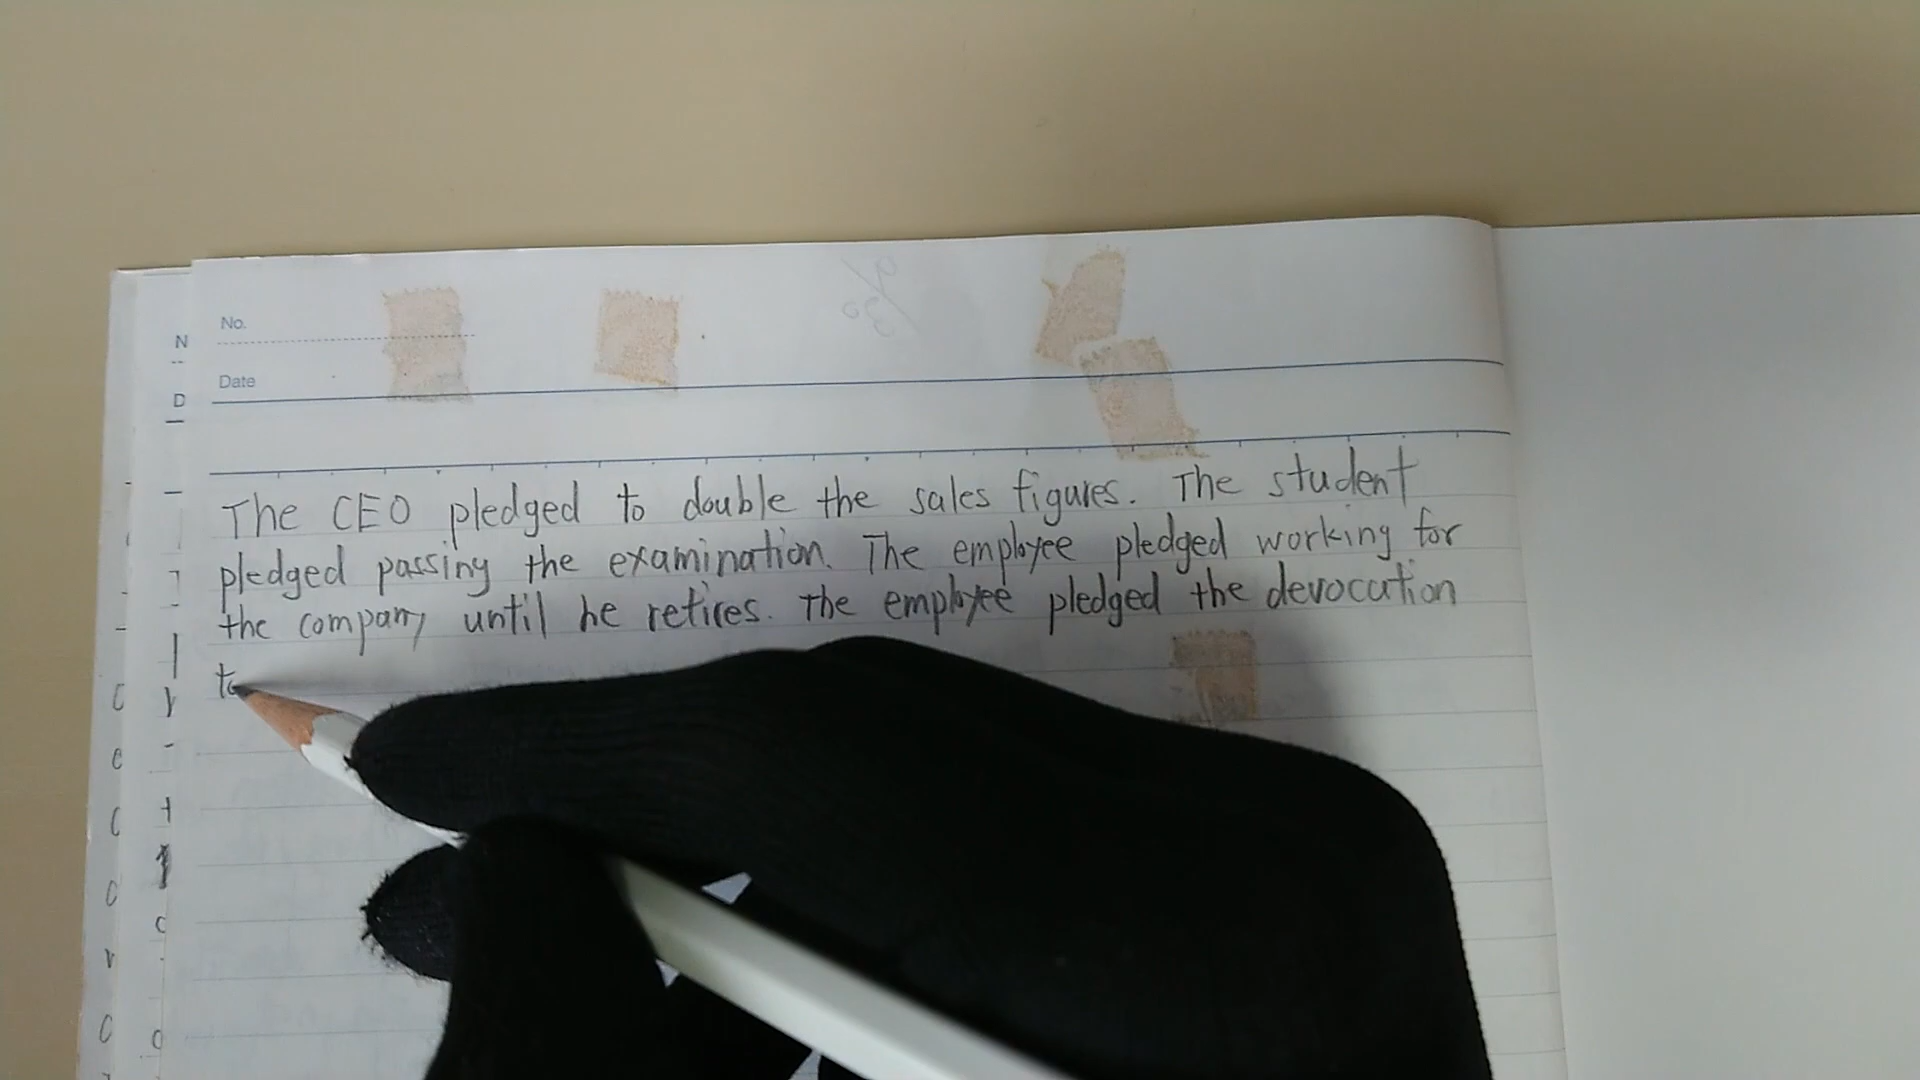 No.
Date
The CEO pledged to double the sales figures. The student
pledged passing the examination. The employee pledged working for
the company until he retires. The employee pledged the devocation
to